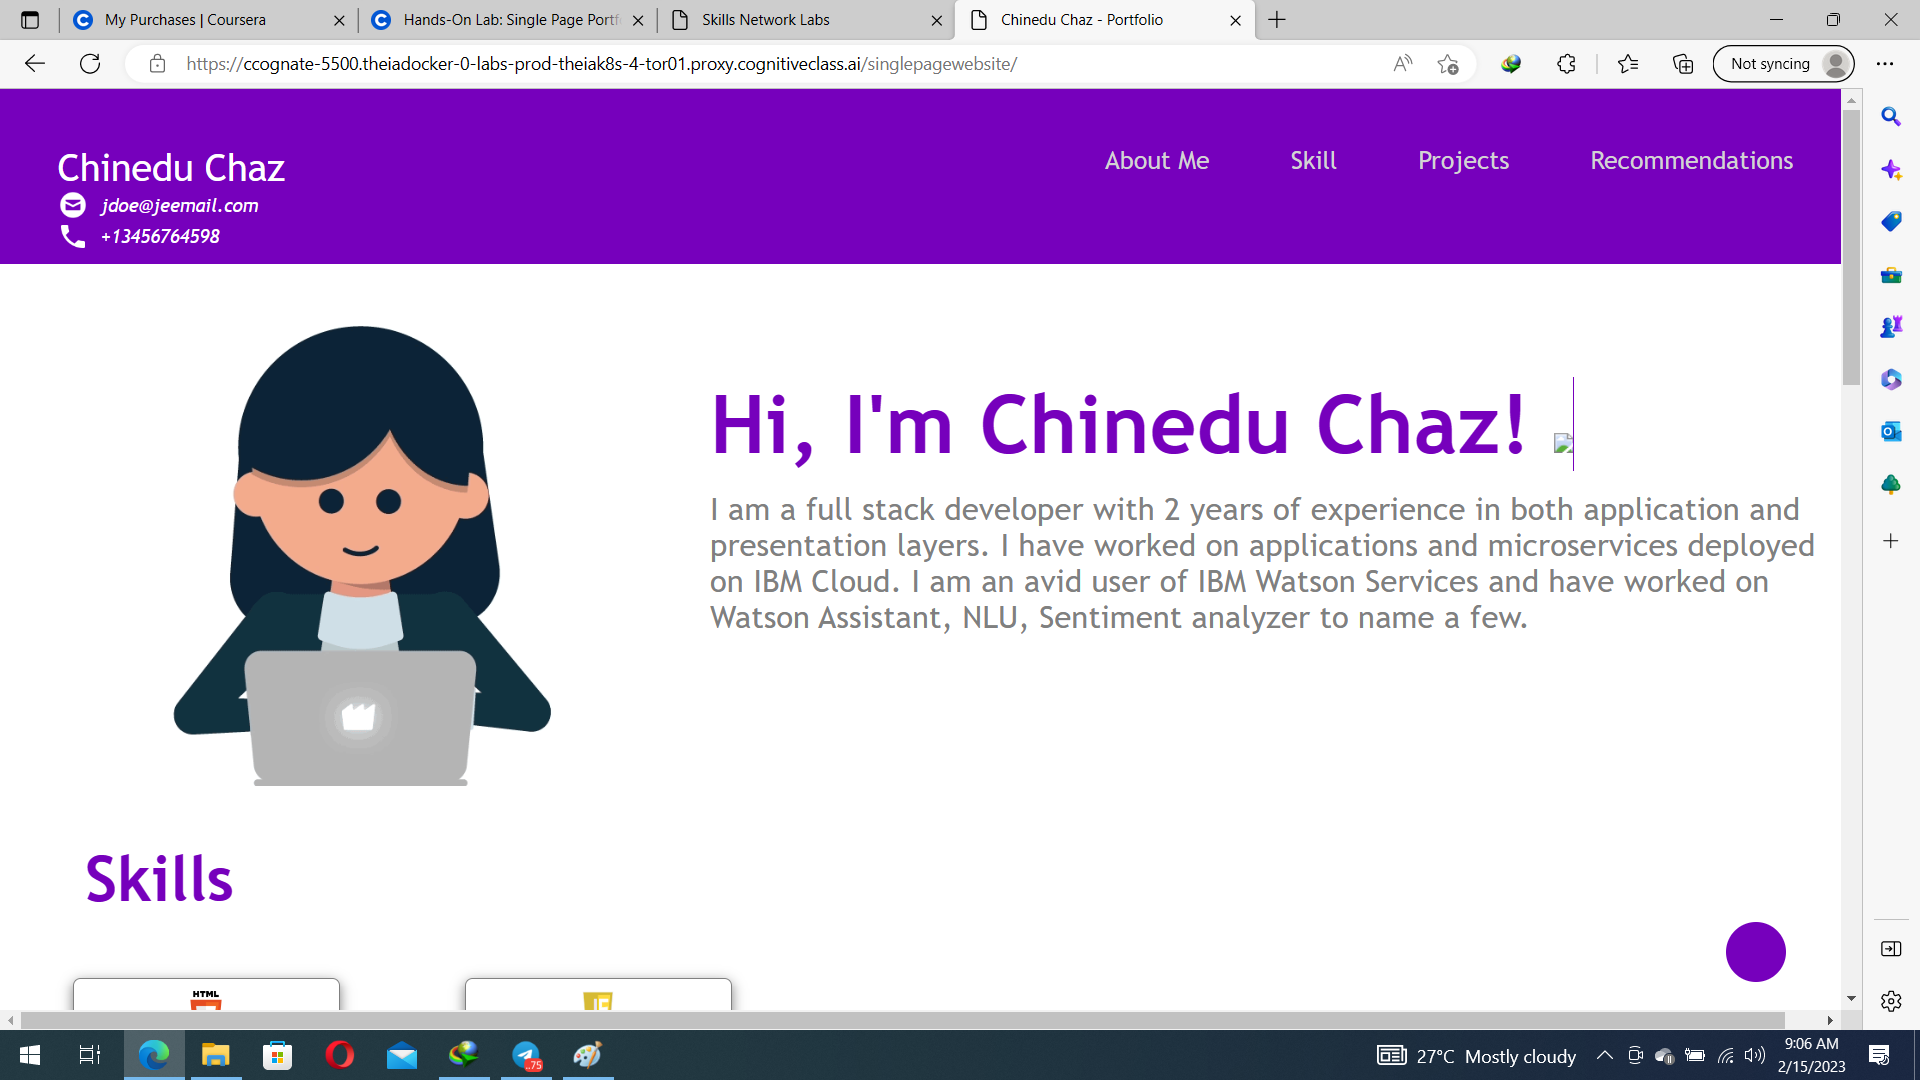 My Purchases | Coursera
Hands-On Lab: Single Page Portf
Skills Network Labs
Chinedu Chaz - Portfolio
https://ccognate-5500.theiadocker-0-labs-prod-theiak8s-4-tor01.proxy.cognitiveclass.ai/singlepagewebsite/
Not syncing
Chinedu Chaz
jdoe@jeemail.com
+13456764598
About Me
Skill
Projects
Recommendations
Hi, I'm Chinedu Chaz!
I am a full stack developer with 2 years of experience in both application and
presentation layers. I have worked on applications and microservices deployed
on IBM Cloud. I am an avid user of IBM Watson Services and have worked on
Watson Assistant, NLU, Sentiment analyzer to name a few.
Skills
HTML
27°C Mostly cloudy
9:06 AM
2/15/2023